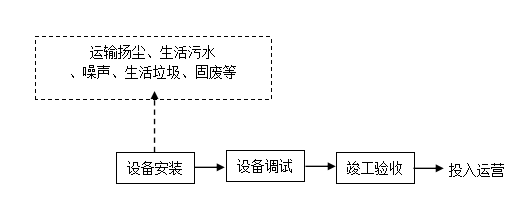 运输扬尘、生活污水
、噪声、生活垃圾、固废等
设备安装
设备调试
竣工验收
投入运营